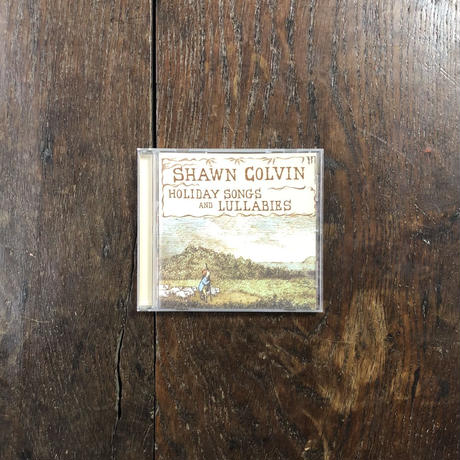 SHAWN COLVIN
HOLIDAY SONGS
AND LULLABIES